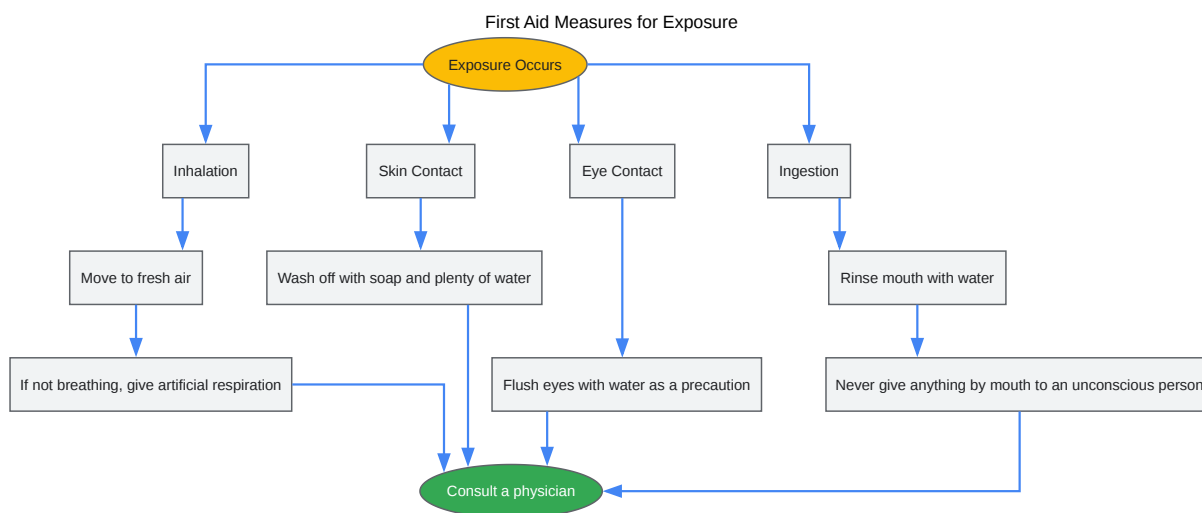 First Aid Measures for Exposure
Exposure Occurs
Inhalation
Skin Contact
Eye Contact
Ingestion
Move to fresh air
Wash off with soap and plenty of water
Rinse mouth with water
If not breathing, give artificial respiration
Flush eyes with water as a precaution
Never give anything by mouth to an unconscious person
Consult a physician